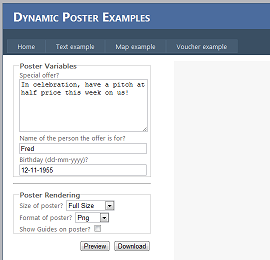 Dynamic Poster Examples
Home Text example Map example Voucher example
Poster Variables
Special offer?
In celebration, have a pitch at
half price this week on us!
Name of the person the offer is for?
Fred
Birthday (dd-mm-yyyy)?
12-11-1955
Poster Rendering
Size of poster? Full Size
Format of poster? Png
Show Guides on poster?
Preview Download